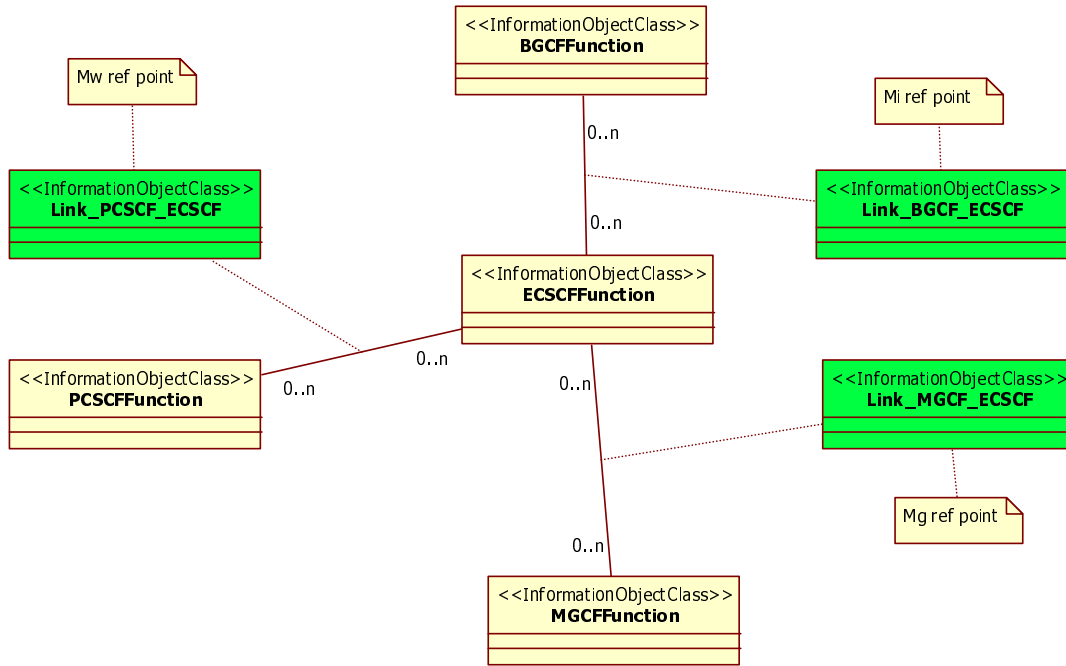 <<InformationObjectClass>>
BGCFFunction
Mw ref point
Mi ref point
0..n
<<InformationObjectClass>>
Link_PCSCF_ECSCF
<<InformationObjectClass>>
Link_BGCF_ECSCF
0..n
<<InformationObjectClass>>
ECSCFFunction
0..n
0..n
<<InformationObjectClass>>
PCSCFFunction
0..n
<<InformationObjectClass>>
Link_MGCF_ECSCF
Mg ref point
0..n
<<InformationObjectClass>>
MGCFFunction